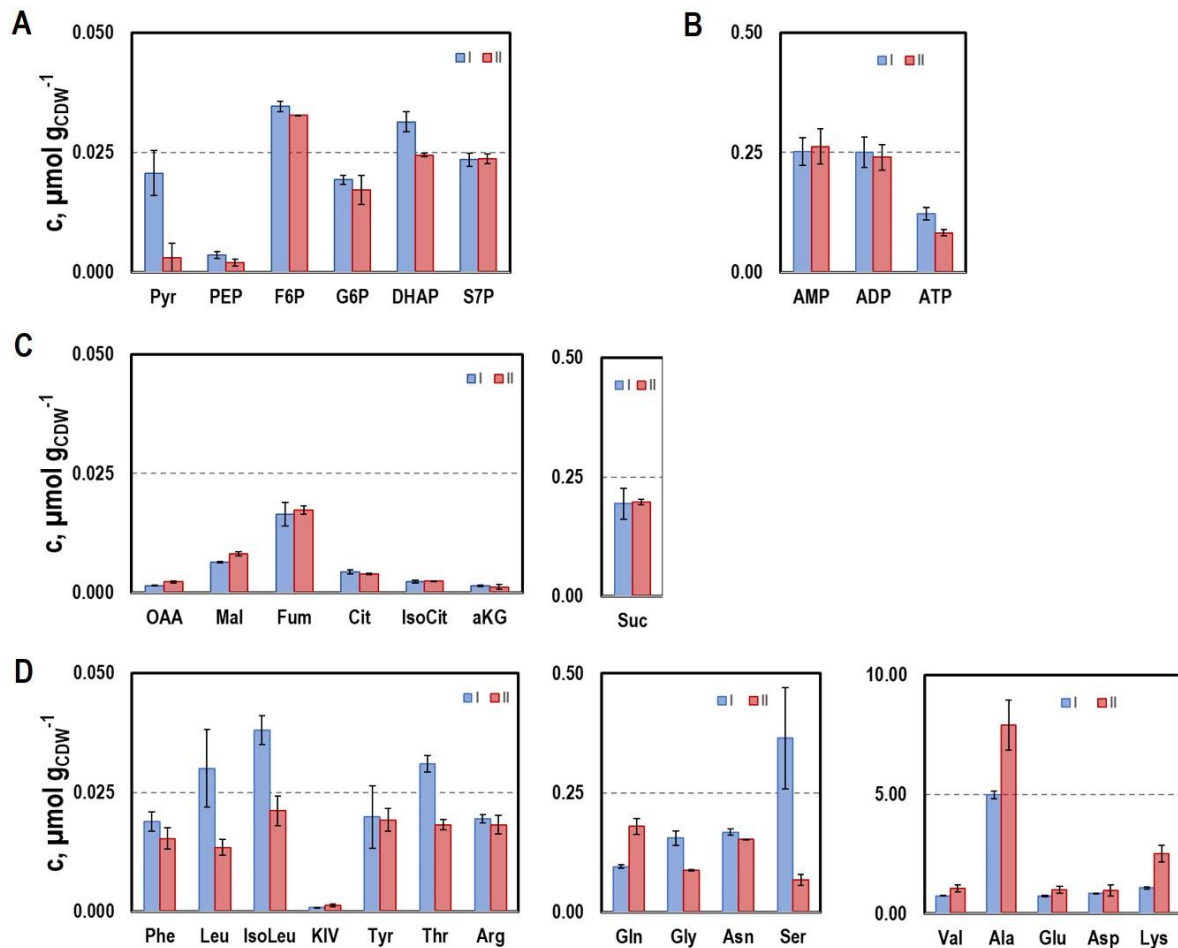 A
c, µmol gCDW⁻¹
0.050
0.025
0.000
I II
Pyr PEP F6P G6P DHAP S7P
B
0.50
0.25
0.00
I II
AMP ADP ATP
C
c, µmol gCDW⁻¹
0.050
0.025
0.000
I II
OAA Mal Fum Cit IsoCit aKG
0.50
0.25
0.00
I II
Suc
D
c, µmol gCDW⁻¹
0.050
0.025
0.000
I II
Phe Leu IsoLeu KIV Tyr Thr Arg
0.50
0.25
0.00
I II
Gln Gly Asn Ser
10.00
5.00
0.00
I II
Val Ala Glu Asp Lys